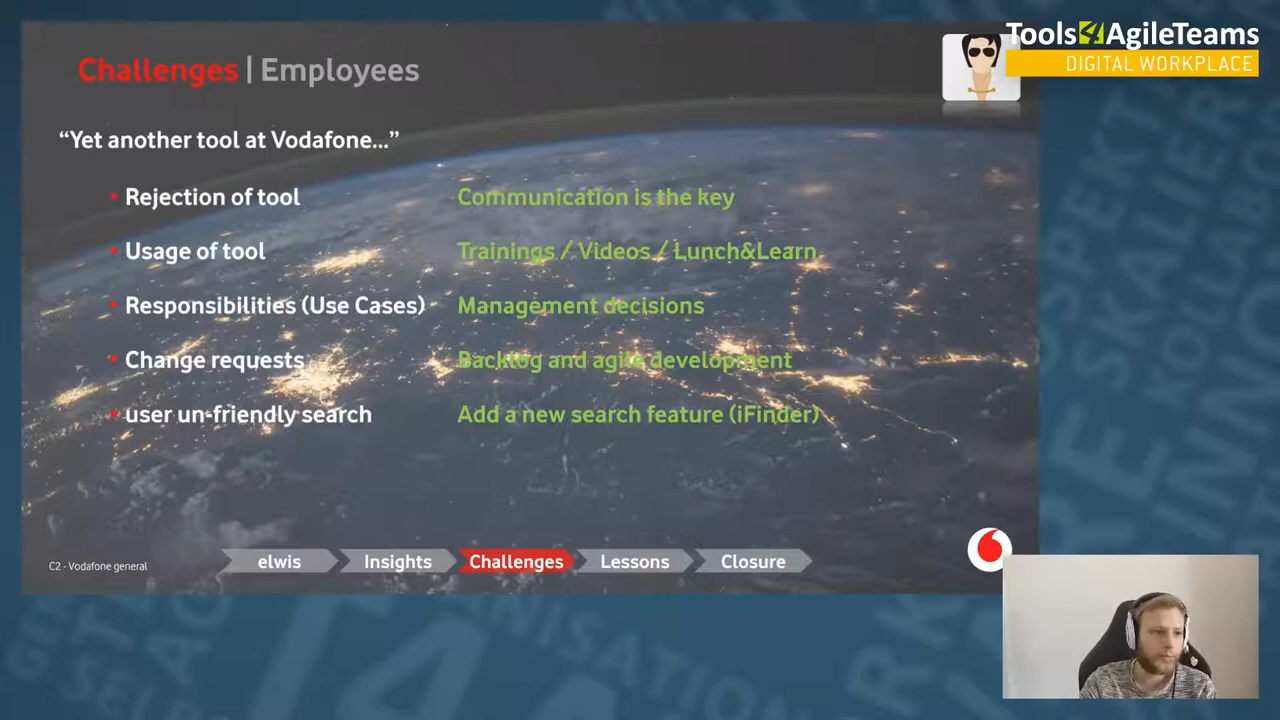 Tools4AgileTeams
DIGITAL WORKPLACE
Challenges | Employees
“Yet another tool at Vodafone...”
• Rejection of tool Communication is the key
• Usage of tool Trainings / Videos / Lunch&Learn
• Responsibilities (Use Cases) Management decisions
• Change requests Backlog and agile development
• user un-friendly search Add a new search feature (iFinder)
C2 - Vodafone general
elwis Insights Challenges Lessons Closure